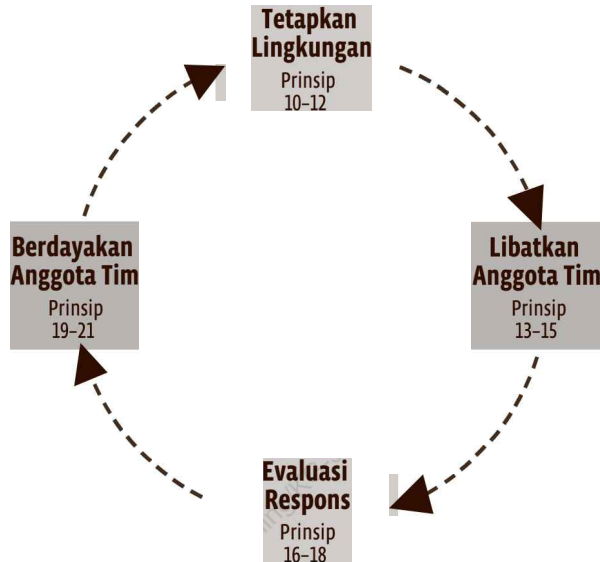 Tetapkan
Lingkungan
Prinsip
10–12
Libatkan
Anggota Tim
Prinsip
13–15
Evaluasi
Respons
Prinsip
16–18
Berdayakan
Anggota Tim
Prinsip
19–21